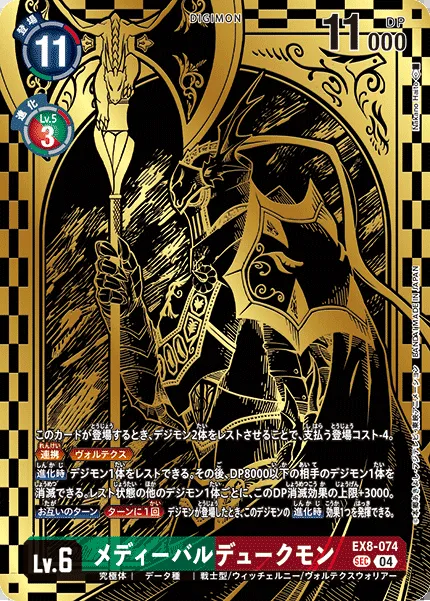 登場
11
DIGIMON
DP
11000
進化
Lv.5
3
Nakano Haito
BANDAI MADE IN JAPAN
このカードが登場するとき、デジモン2体をレストさせることで、支払う登場コスト-4。
連携 ヴォルテクス
進化時 デジモン1体をレストできる。その後、DP8000以下の相手のデジモン1体を
消滅できる。レスト状態の他のデジモン1体ごとに、このDP消滅効果の上限+3000。
お互いのターン ターンに1回 デジモンが登場したとき、このデジモンの 進化時 効果1つを発揮できる。
Lv.6
メディーバルデュークモン
EX8-074
SEC 04
究極体 | データ種 | 戦士型/ウィッチェルニー/ヴォルテクスウォリアー